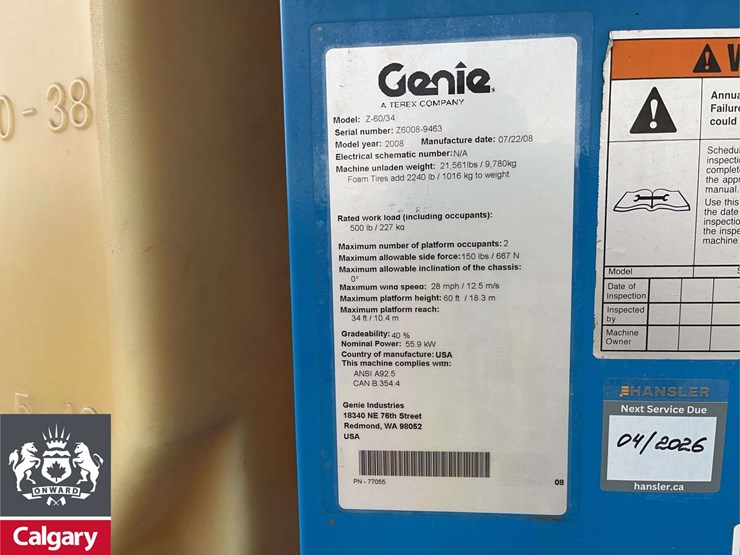 0-38
Genie
A TEREX COMPANY
Model: Z-60/34
Serial number: Z6008-9463
Model year: 2008 Manufacture date: 07/22/08
Electrical schematic number: N/A
Machine unladen weight: 21,561lbs / 9,780kg
Foam Tires add 2240 lb / 1016 kg to weight
Rated work load (including occupants):
500 lb / 227 kg
Maximum number of platform occupants: 2
Maximum allowable side force: 150 lbs / 667 N
Maximum allowable inclination of the chassis:
0°
Maximum wind speed: 28 mph / 12.5 m/s
Maximum platform height: 60 ft / 18.3 m
Maximum platform reach:
34 ft / 10.4 m
Gradeability: 40 %
Nominal Power: 55.9 kW
Country of manufacture: USA
This machine complies with:
ANSI A92.5
CAN B.354.4
Genie Industries
18340 NE 76th Street
Redmond, WA 98052
USA
PN - 77055 08
Annua
Failure
could
Schedul
inspecti
complet
the appr
manual.
Use this
the date
inspectio
the inspe
machine
Model S
Date of
Inspection
Inspected
by
Machine
Owner
HANSLER
Next Service Due
04/2026
hansler.ca
ONWARD
Calgary